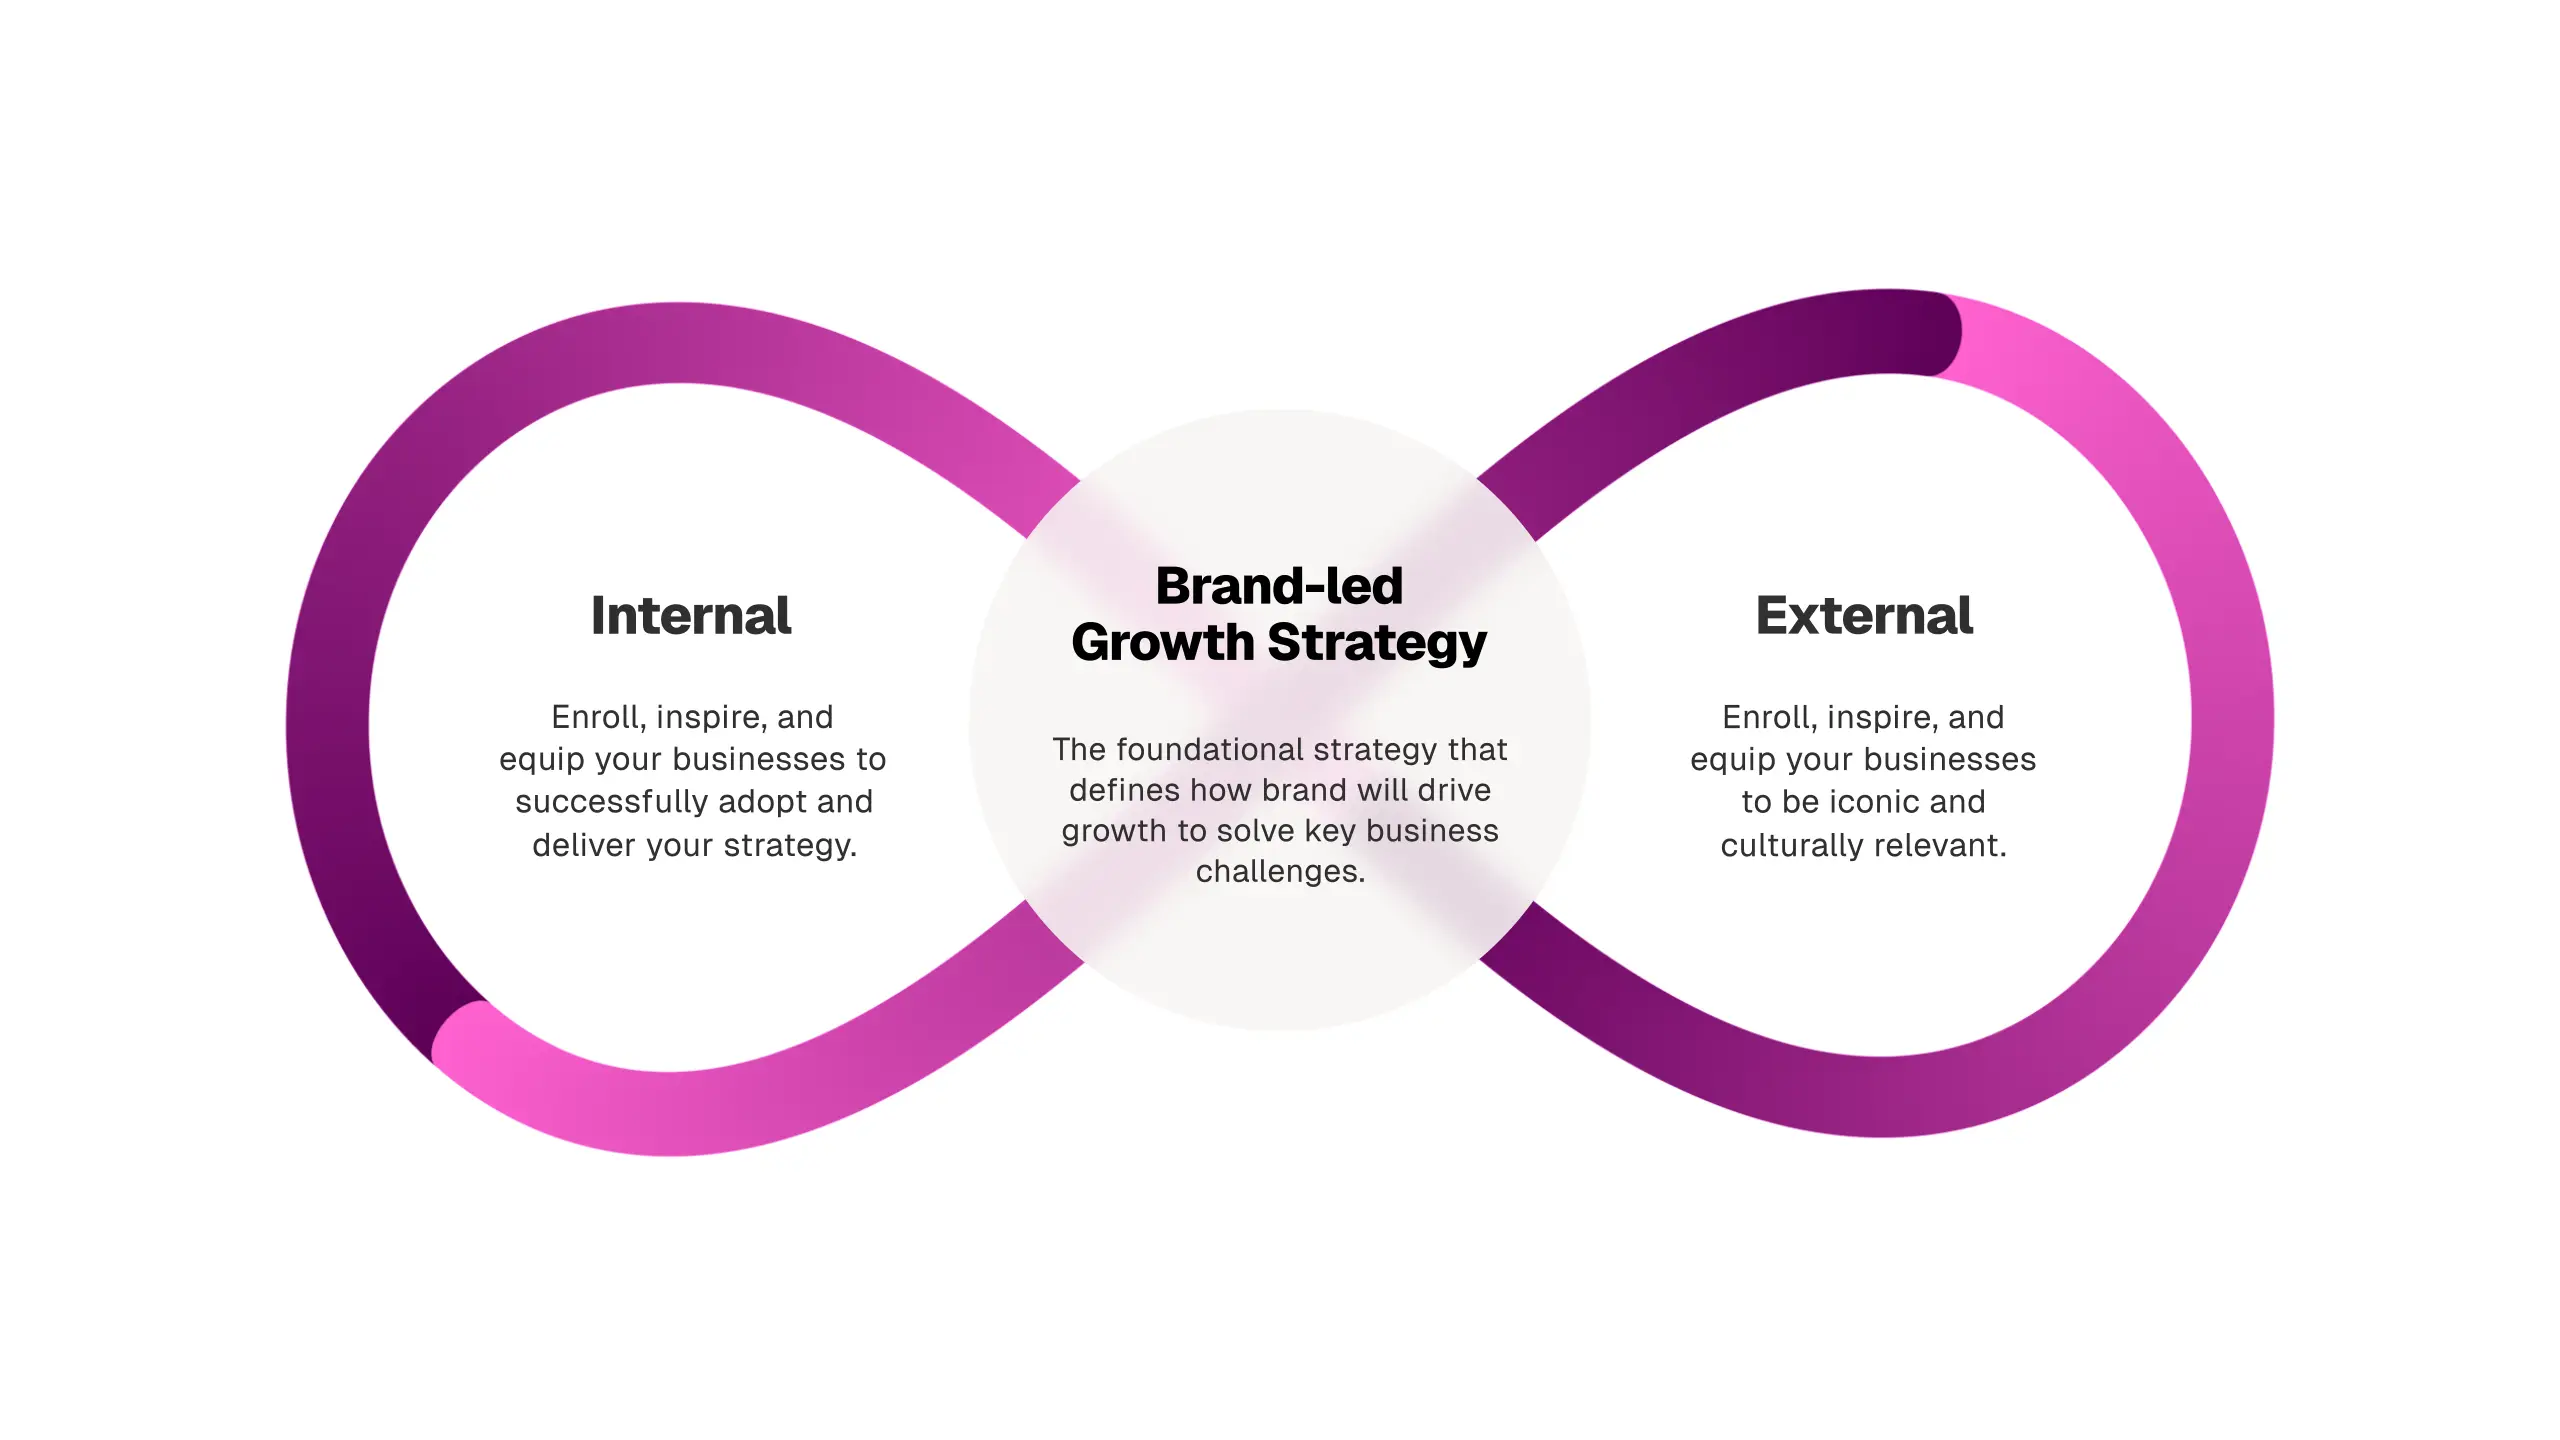 Internal
Enroll, inspire, and
equip your businesses to
successfully adopt and
deliver your strategy.
Brand-led
Growth Strategy
The foundational strategy that
defines how brand will drive
growth to solve key business
challenges.
External
Enroll, inspire, and
equip your businesses
to be iconic and
culturally relevant.